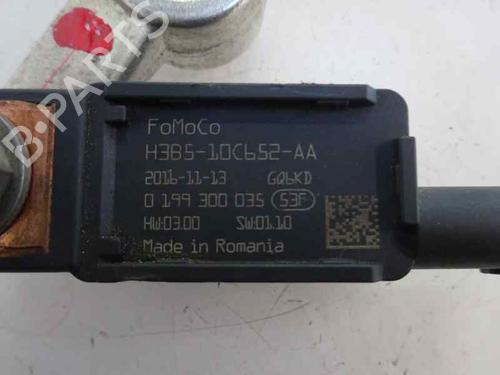 B-PARTS
FoMoCo
H3B5-10C652-AA
2016-11-13 GQ6KD
0 199 300 035 53F
HW:03.00 SW:01.10
Made in Romania